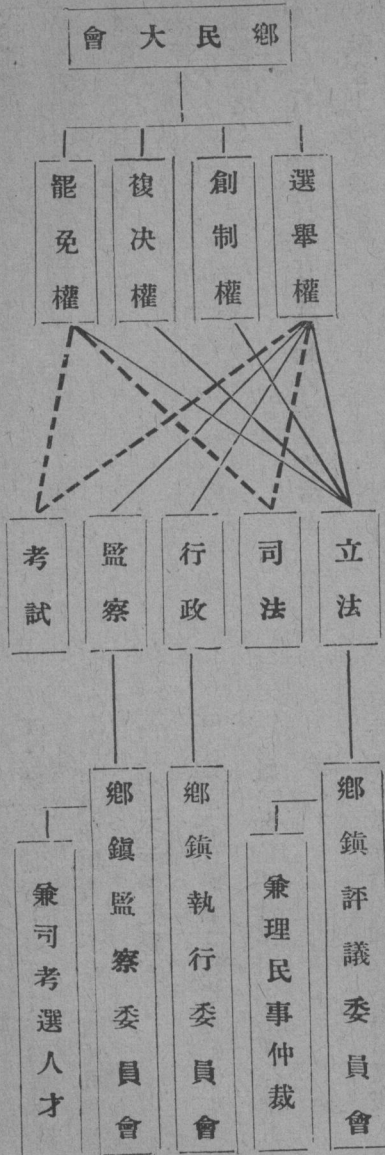 鄉民大會
選舉權
創制權
複决權
罷免權
立法
司法
行政
監察
考試
鄉鎮評議委員會
兼理民事仲裁
鄉鎮執行委員會
鄉鎮監察委員會
兼司考選人才